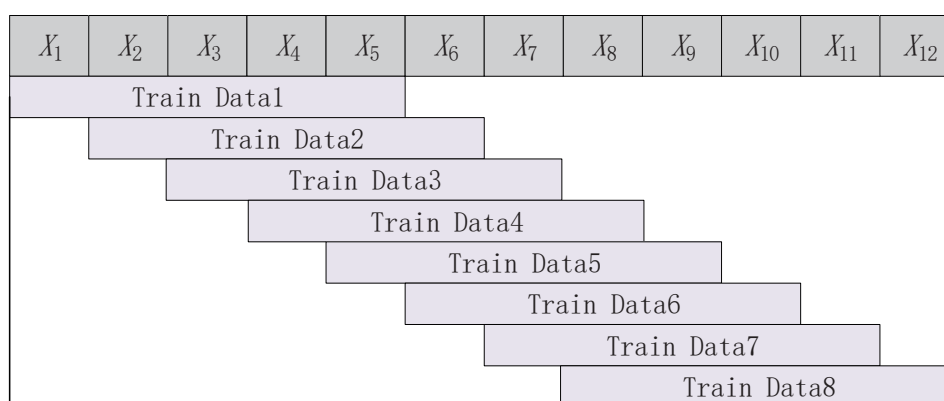 X1 X2 X3 X4 X5 X6 X7 X8 X9 X10 X11 X12
Train Data1
Train Data2
Train Data3
Train Data4
Train Data5
Train Data6
Train Data7
Train Data8